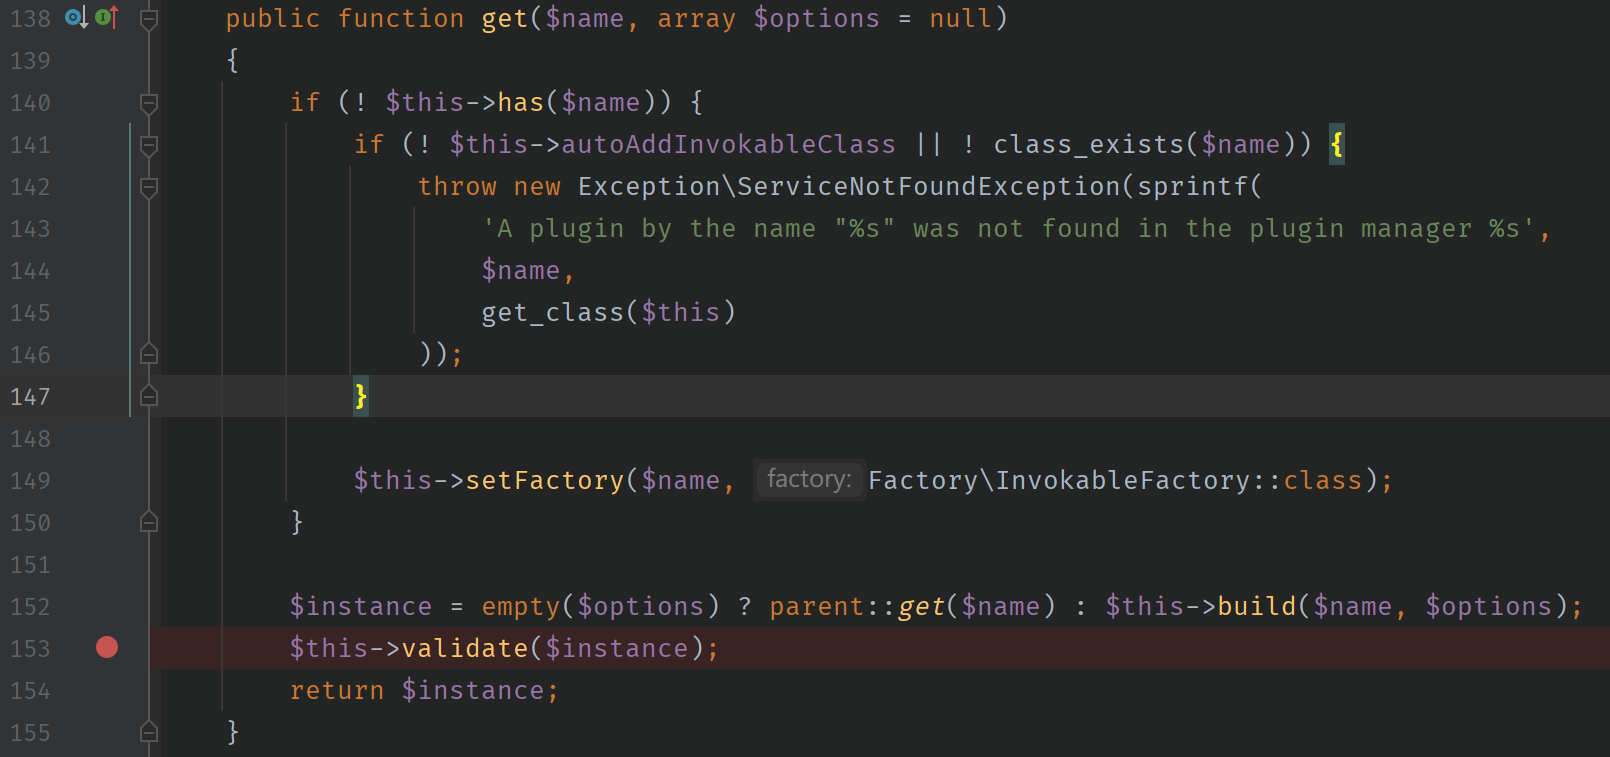 138 public function get($name, array $options = null)
139 {
140 if (! $this->has($name)) {
141 if (! $this->autoAddInvokableClass || ! class_exists($name)) {
142 throw new Exception\ServiceNotFoundException(sprintf(
143 'A plugin by the name "%s" was not found in the plugin manager %s',
144 $name,
145 get_class($this)
146 ));
147 }
148
149 $this->setFactory($name, factory: Factory\InvokableFactory::class);
150 }
151
152 $instance = empty($options) ? parent::get($name) : $this->build($name, $options);
153 $this->validate($instance);
154 return $instance;
155 }